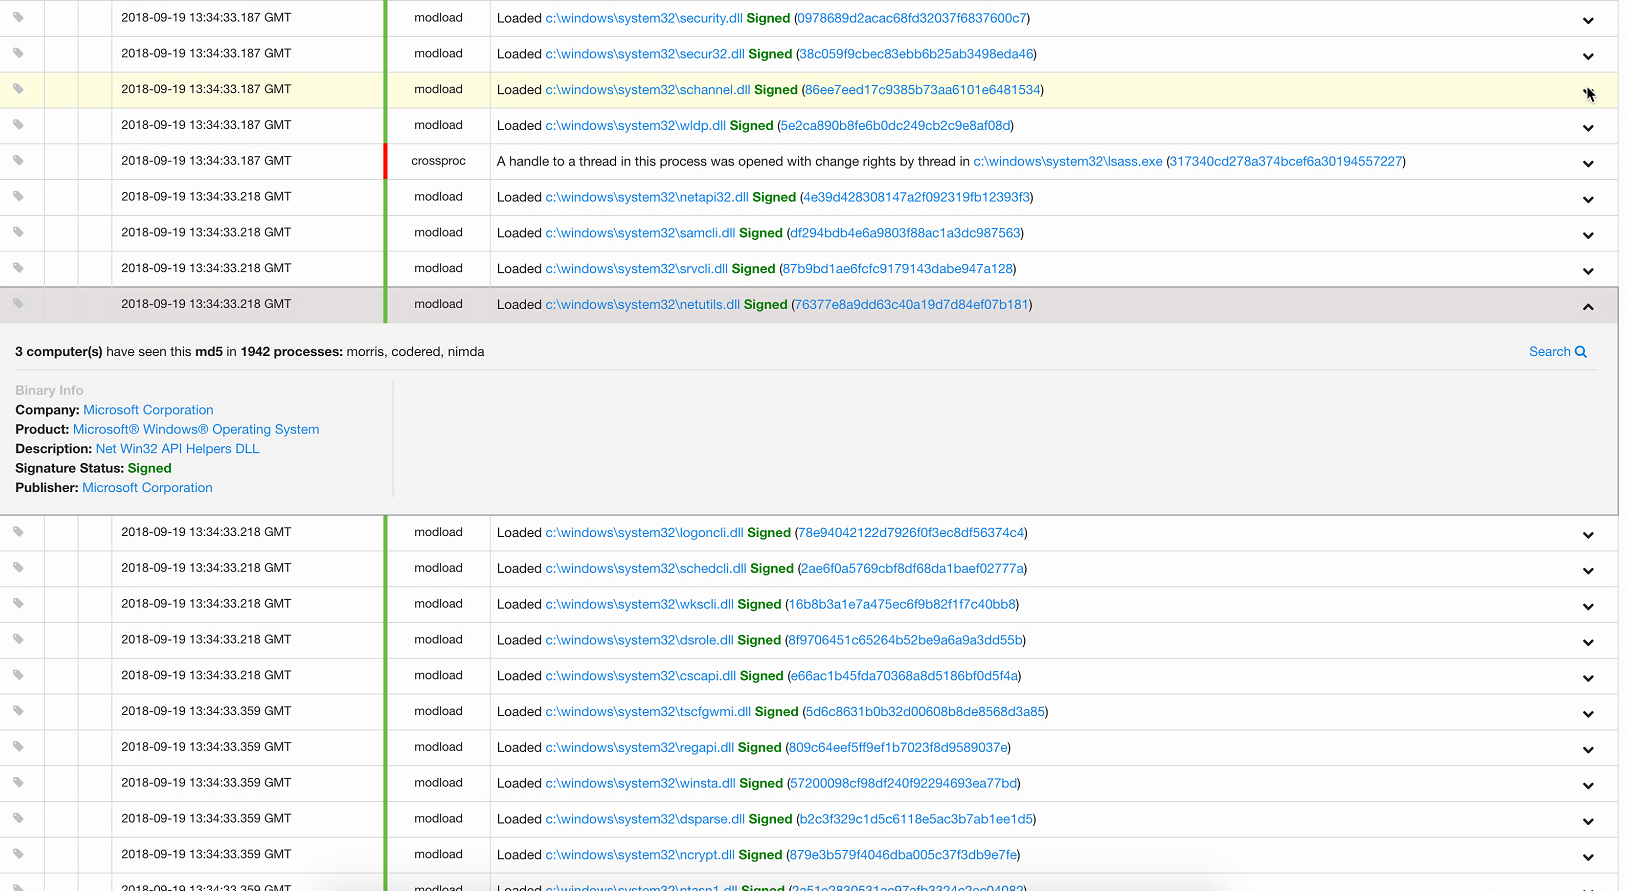 2018-09-19 13:34:33.187 GMT modload Loaded c:\windows\system32\security.dll Signed (0978689d2acac68fd32037f6837600c7)
2018-09-19 13:34:33.187 GMT modload Loaded c:\windows\system32\secur32.dll Signed (38c059f9cbec83ebb6b25ab3498eda46)
2018-09-19 13:34:33.187 GMT modload Loaded c:\windows\system32\schannel.dll Signed (86ee7eed17c9385b73aa6101e6481534)
2018-09-19 13:34:33.187 GMT modload Loaded c:\windows\system32\wldp.dll Signed (5e2ca890b8fe6b0dc249cb2c9e8af08d)
2018-09-19 13:34:33.187 GMT crossproc A handle to a thread in this process was opened with change rights by thread in c:\windows\system32\lsass.exe (317340cd278a374bcef6a30194557227)
2018-09-19 13:34:33.218 GMT modload Loaded c:\windows\system32\netapi32.dll Signed (4e39d428308147a2f092319fb12393f3)
2018-09-19 13:34:33.218 GMT modload Loaded c:\windows\system32\samcli.dll Signed (df294bdb4e6a9803f88ac1a3dc987563)
2018-09-19 13:34:33.218 GMT modload Loaded c:\windows\system32\srvcli.dll Signed (87b9bd1ae6fcfc9179143dabe947a128)
2018-09-19 13:34:33.218 GMT modload Loaded c:\windows\system32\netutils.dll Signed (76377e8a9dd63c40a19d7d84ef07b181)
3 computer(s) have seen this md5 in 1942 processes: morris, codered, nimda Search
Binary Info
Company: Microsoft Corporation
Product: Microsoft® Windows® Operating System
Description: Net Win32 API Helpers DLL
Signature Status: Signed
Publisher: Microsoft Corporation
2018-09-19 13:34:33.218 GMT modload Loaded c:\windows\system32\logoncli.dll Signed (78e94042122d7926f0f3ec8df56374c4)
2018-09-19 13:34:33.218 GMT modload Loaded c:\windows\system32\schedcli.dll Signed (2ae6f0a5769cbf8df68da1baef02777a)
2018-09-19 13:34:33.218 GMT modload Loaded c:\windows\system32\wkscli.dll Signed (16b8b3a1e7a475ec6f9b82f1f7c40bb8)
2018-09-19 13:34:33.218 GMT modload Loaded c:\windows\system32\dsrole.dll Signed (8f9706451c65264b52be9a6a9a3dd55b)
2018-09-19 13:34:33.218 GMT modload Loaded c:\windows\system32\cscapi.dll Signed (e66ac1b45fda70368a8d5186bf0d5f4a)
2018-09-19 13:34:33.359 GMT modload Loaded c:\windows\system32\tscfgwmi.dll Signed (5d6c8631b0b32d00608b8de8568d3a85)
2018-09-19 13:34:33.359 GMT modload Loaded c:\windows\system32\regapi.dll Signed (809c64eef5ff9ef1b7023f8d9589037e)
2018-09-19 13:34:33.359 GMT modload Loaded c:\windows\system32\winsta.dll Signed (57200098cf98df240f92294693ea77bd)
2018-09-19 13:34:33.359 GMT modload Loaded c:\windows\system32\dsparse.dll Signed (b2c3f329c1d5c6118e5ac3b7ab1ee1d5)
2018-09-19 13:34:33.359 GMT modload Loaded c:\windows\system32\ncrypt.dll Signed (879e3b579f4046dba005c37f3db9e7fe)
2018-09-19 13:34:33.359 GMT modload Loaded c:\windows\system32\ntasn1.dll Signed